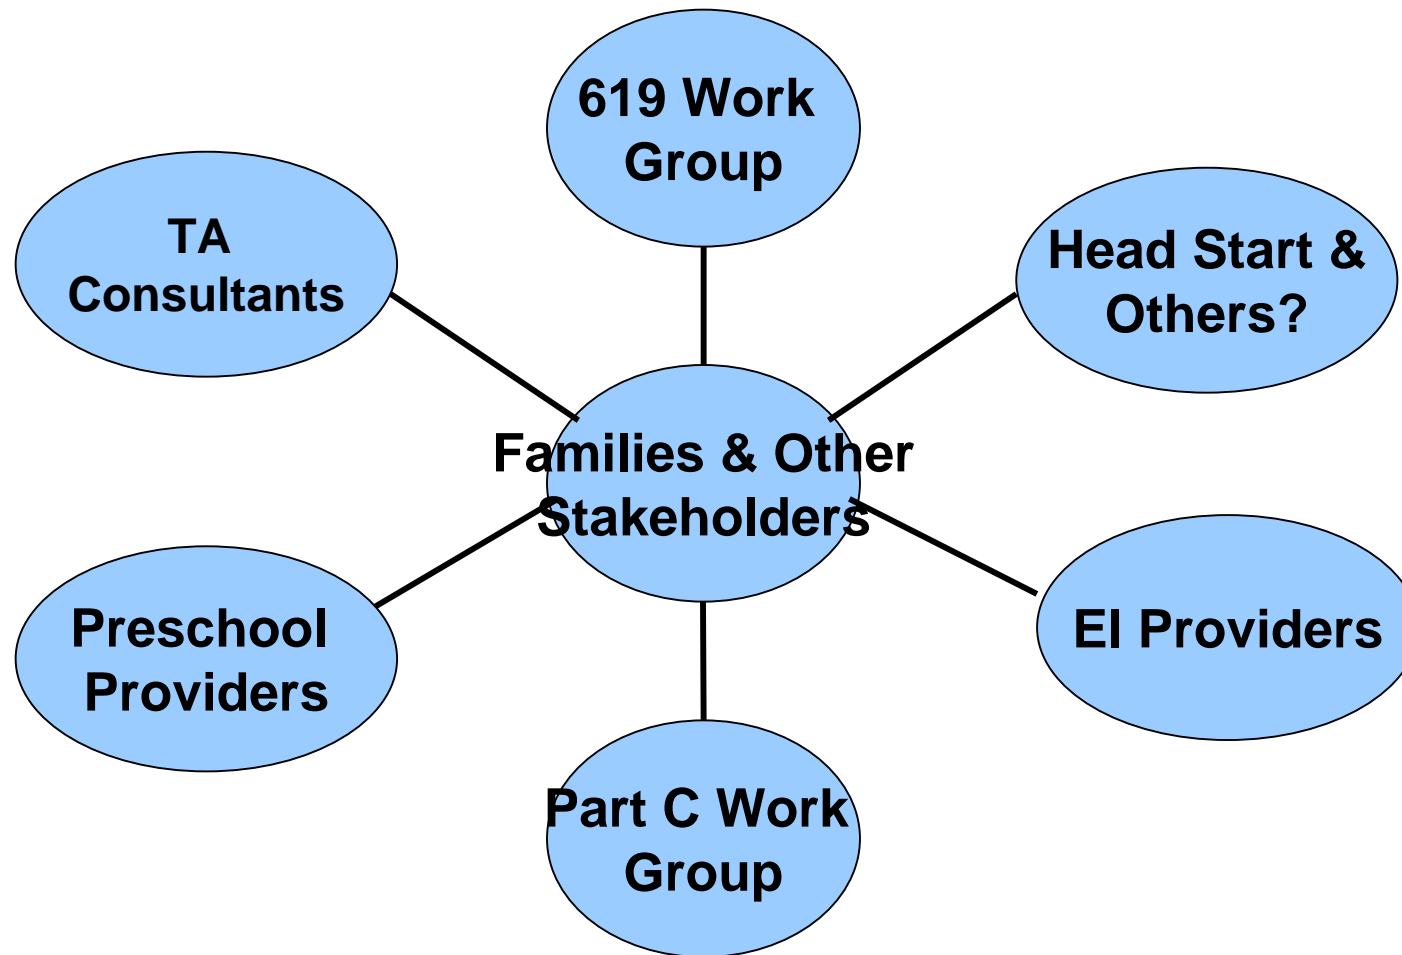 619 Work
Group
TA
Consultants
Head Start &
Others?
Families & Other
Stakeholders
Preschool
Providers
EI Providers
Part C Work
Group